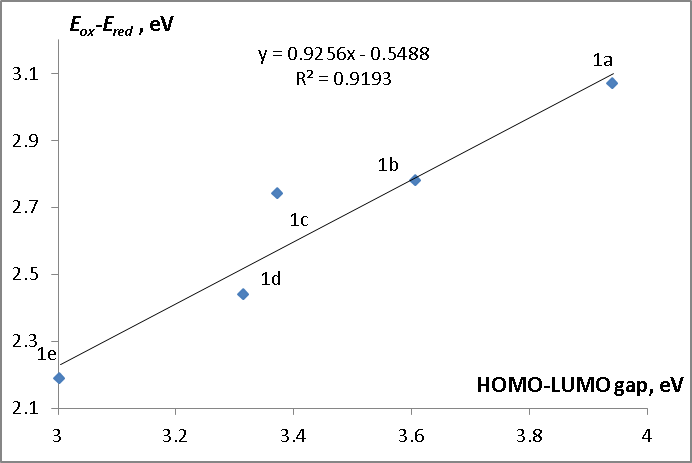 E_ox-E_red , eV
y = 0.9256x - 0.5488
R² = 0.9193
1a
3.1
2.9
1b
2.7
1c
2.5
1d
2.3
1e
HOMO-LUMO gap, eV
2.1
3 3.2 3.4 3.6 3.8 4